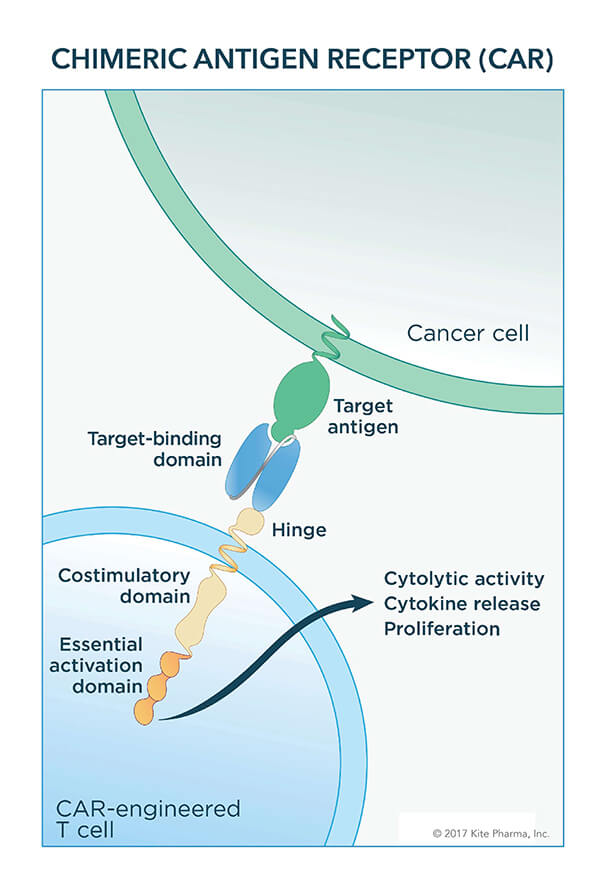 CHIMERIC ANTIGEN RECEPTOR (CAR)
Cancer cell
Target
antigen
Target-binding
domain
Hinge
Costimulatory
domain
Cytolytic activity
Cytokine release
Proliferation
Essential
activation
domain
CAR-engineered
T cell
© 2017 Kite Pharma, Inc.